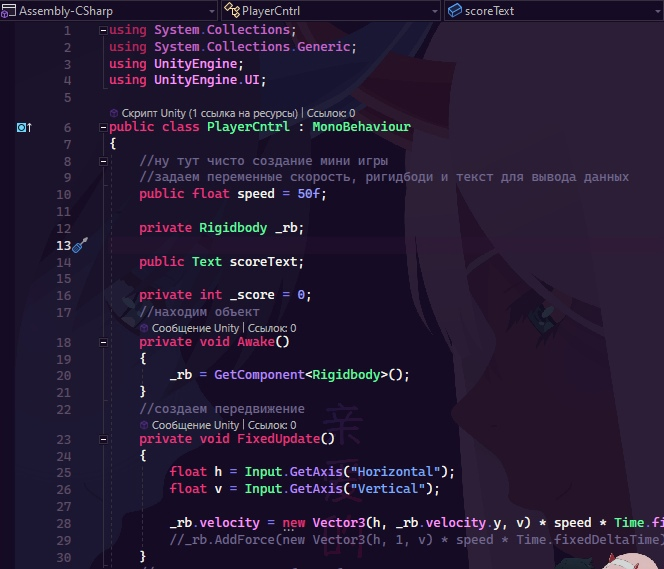 Assembly-CSharp PlayerCntrl scoreText
1 using System.Collections;
2 using System.Collections.Generic;
3 using UnityEngine;
4 using UnityEngine.UI;
5
Скрипт Unity (1 ссылка на ресурсы) | Ссылок: 0
6 public class PlayerCntrl : MonoBehaviour
7 {
8 //ну тут чисто создание мини игры
9 //задаем переменные скорость, ригидбоди и текст для вывода данных
10 public float speed = 50f;
11
12 private Rigidbody _rb;
13
14 public Text scoreText;
15
16 private int _score = 0;
17 //находим объект
Сообщение Unity | Ссылок: 0
18 private void Awake()
19 {
20 _rb = GetComponent<Rigidbody>();
21 }
22 //создаем передвижение
Сообщение Unity | Ссылок: 0
23 private void FixedUpdate()
24 {
25 float h = Input.GetAxis("Horizontal");
26 float v = Input.GetAxis("Vertical");
27
28 _rb.velocity = new Vector3(h, _rb.velocity.y, v) * speed * Time.fi
29 //_rb.AddForce(new Vector3(h, 1, v) * speed * Time.fixedDeltaTime)
30 }